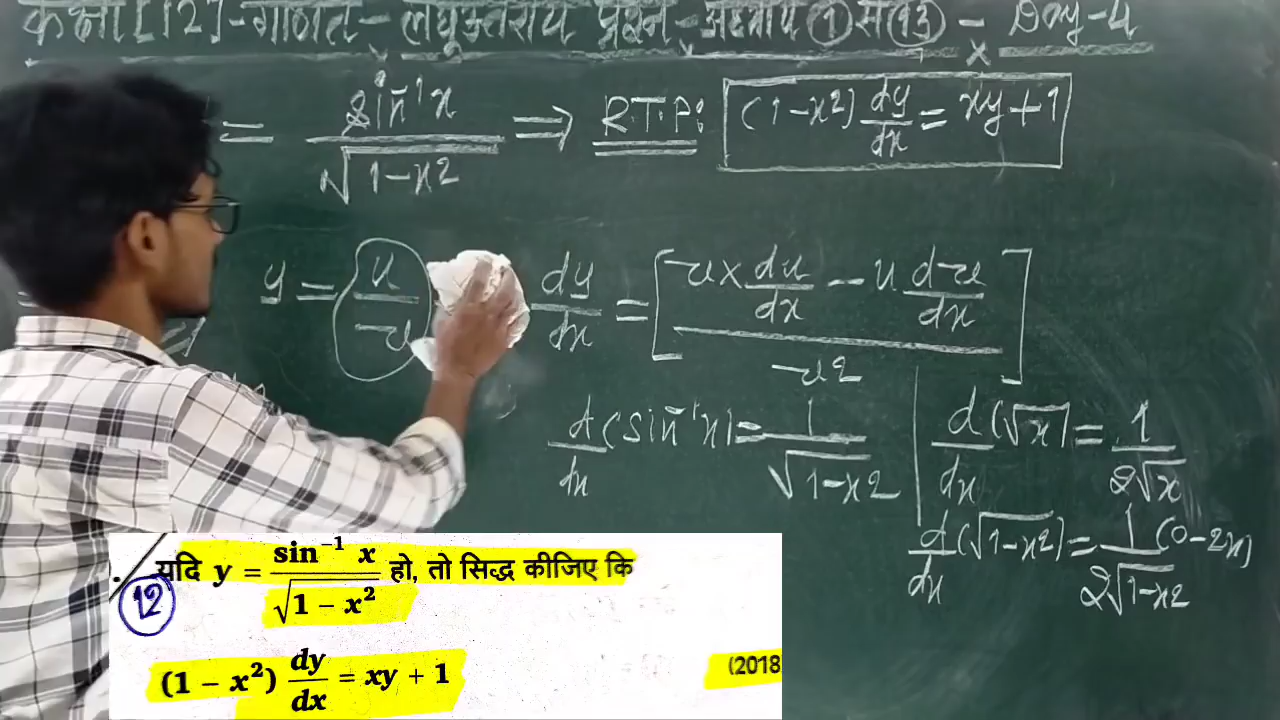 कक्षा [12]-गणित - लघुउत्तरीय प्रश्न - अध्याय ① से ⑬ - Day-4
= sin⁻¹x / √(1-x²) ⇒ R.T.P: (1-x²) dy/dx = xy+1
y = u/v dy/dx = [v × du/dx - u dv/dx / v²]
d/dx (sin⁻¹x) = 1/√(1-x²) | d/dx (√x) = 1/2√x
d/dx (√(1-x²)) = 1/2√(1-x²) (0-2x)
12 यदि y = sin⁻¹ x / √(1 - x²) हो, तो सिद्ध कीजिए कि
(1 - x²) dy/dx = xy + 1 (2018